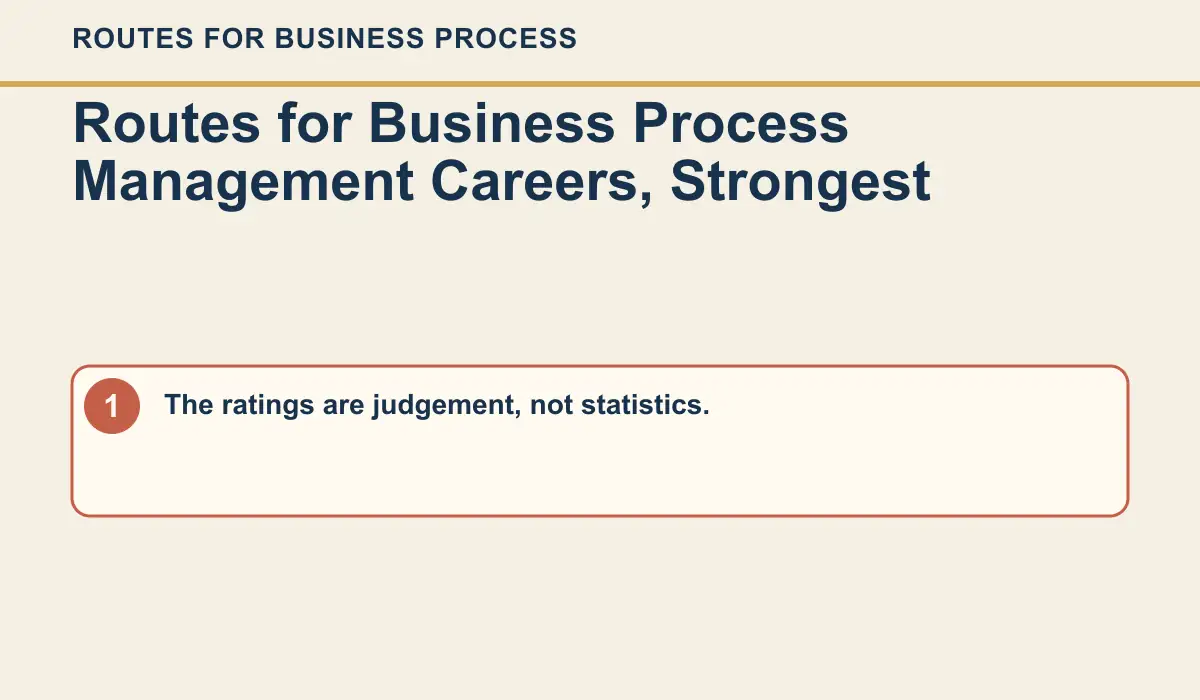 ROUTES FOR BUSINESS PROCESS
Routes for Business Process
Management Careers, Strongest
1 The ratings are judgement, not statistics.